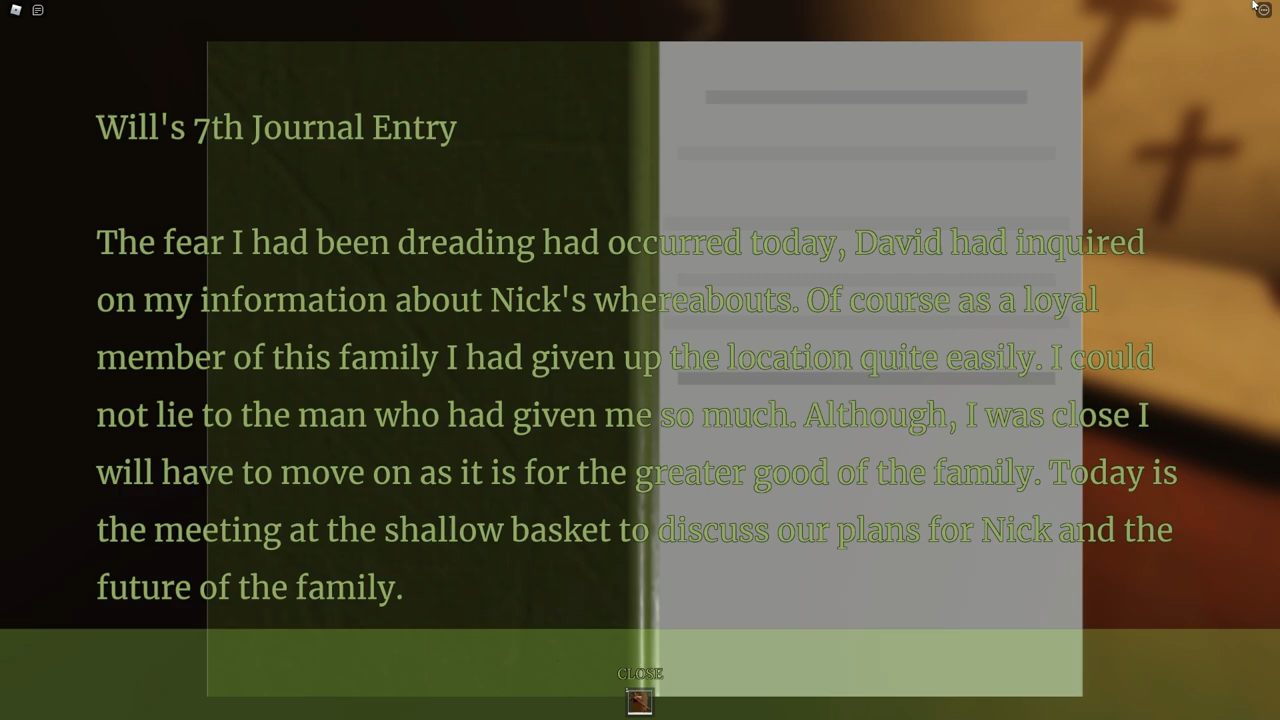 Will's 7th Journal Entry
The fear I had been dreading had occurred today, David had inquired
on my information about Nick's whereabouts. Of course as a loyal
member of this family I had given up the location quite easily. I could
not lie to the man who had given me so much. Although, I was close I
will have to move on as it is for the greater good of the family. Today is
the meeting at the shallow basket to discuss our plans for Nick and the
future of the family.
CLOSE
1